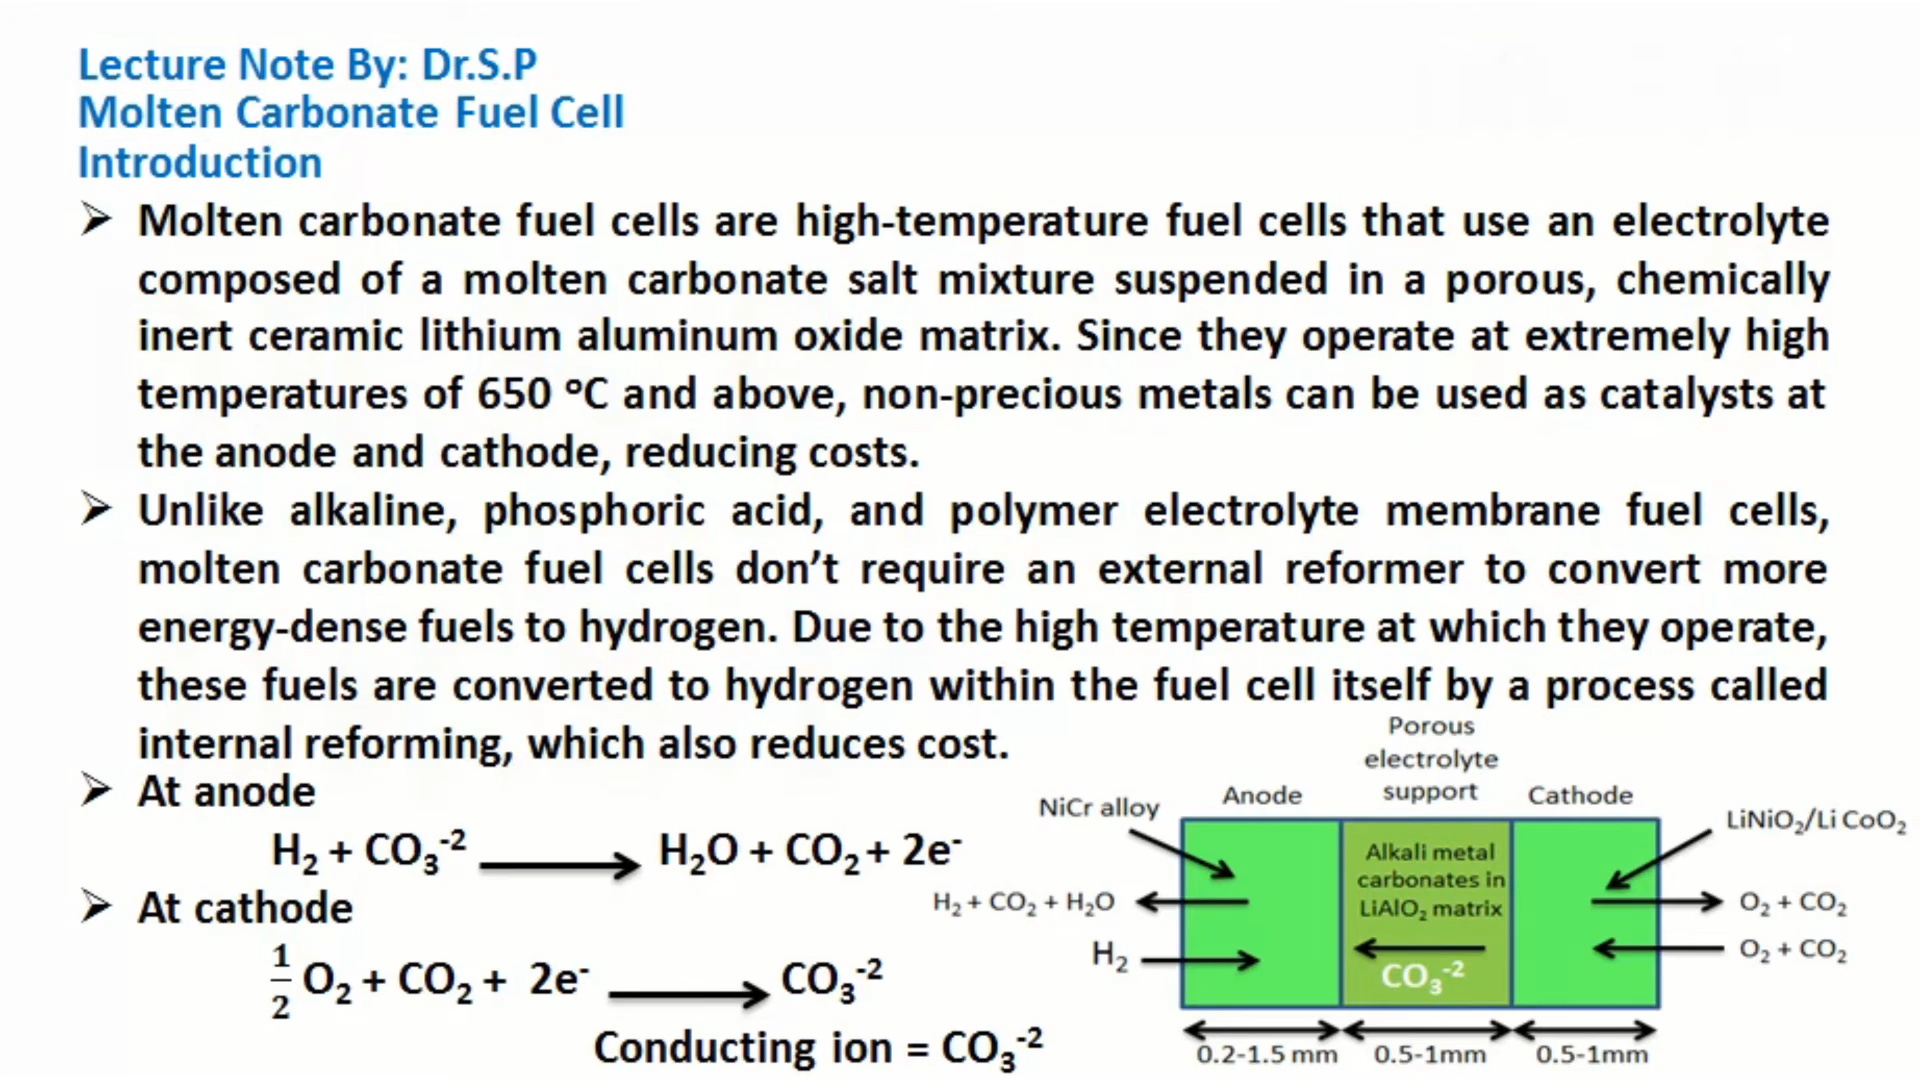 Lecture Note By: Dr.S.P
Molten Carbonate Fuel Cell
Introduction
➢ Molten carbonate fuel cells are high-temperature fuel cells that use an electrolyte
composed of a molten carbonate salt mixture suspended in a porous, chemically
inert ceramic lithium aluminum oxide matrix. Since they operate at extremely high
temperatures of 650 ºC and above, non-precious metals can be used as catalysts at
the anode and cathode, reducing costs.
➢ Unlike alkaline, phosphoric acid, and polymer electrolyte membrane fuel cells,
molten carbonate fuel cells don’t require an external reformer to convert more
energy-dense fuels to hydrogen. Due to the high temperature at which they operate,
these fuels are converted to hydrogen within the fuel cell itself by a process called
internal reforming, which also reduces cost.
➢ At anode
H₂ + CO₃⁻² ⟶ H₂O + CO₂ + 2e⁻
➢ At cathode
½ O₂ + CO₂ + 2e⁻ ⟶ CO₃⁻²
Conducting ion = CO₃⁻²
Porous
electrolyte
support
NiCr alloy
Anode
Cathode
LiNiO₂/Li CoO₂
Alkali metal
carbonates in
LiAlO₂ matrix
H₂ + CO₂ + H₂O
O₂ + CO₂
H₂
O₂ + CO₂
CO₃⁻²
0.2-1.5 mm
0.5-1mm
0.5-1mm